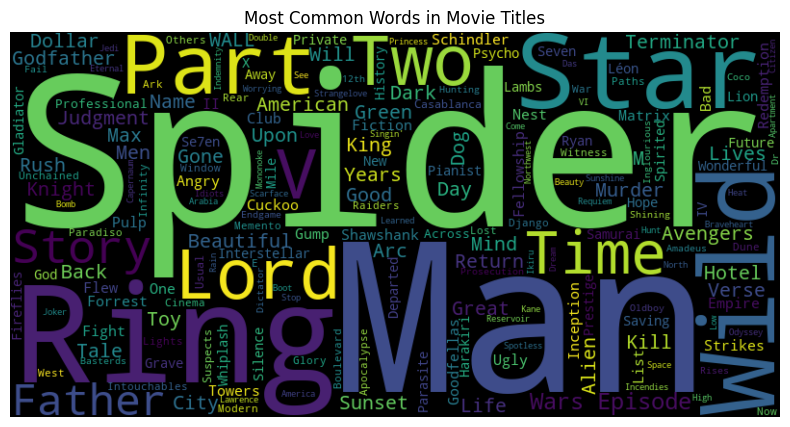 Most Common Words in Movie Titles
Dollar
WALL
Others
Double
Private
Princess
Schindler
Jedi
Eternal
Godfather
Part
Two
Will
Psycho
Seven
Das
Coco
Citizen
Star
Terminator
Fail
Ark
X
Worrying
See
12th
History
Hunting
Léon
War
Paths
VI
Indemnity
Away
Strangelove
Dark
Casablanca
Lambs
Bad
Lion
Redemption
Professional
Name
II
Rear
American
Gladiator
Judgment
Se7en
Club
Upon
Green
Fiction
Dog
Nest
Ryan
Matrix
Future
Apartment
Spider
V
Max
Men
Gone
Window
Mononoke
Love
Singin
King
New
Pianist
Come
Witness
M
Lives
Dr
Rush
Unchained
Infinity
Mile
Capernaum
Scarface
Years
Day
Northwest
Sunshine
Inglourious
Spirited
Wonderful
Knight
Angry
Idiots
Arabia
Good
Fellowship
Murder
Beauty
Requiem
Heat
Bomb
Pulp
Cuckoo
Endgame
Raiders
Learned
Django
Hope
Shining
IV
Braveheart
Paradiso
Memento
Story
Beautiful
Gump
Shawshank
Across
Lost
Mind
Samurai
Hunt
Amadeus
Dune
Wild
God
Back
Usual
Interstellar
Lord
Arc
Man
Ikiru
Time
Avengers
Dream
North
Fireflies
Flew
One
Rain
E
Return
Prosecution
Hotel
Forrest
Cinema
Dictator
Boot
Stop
Departed
Great
Prestige
Verse
Joker
Ring
Fight
Toy
Suspects
Whiplash
Silence
Glory
Boulevard
Apocalypse
Parasite
Goodfellas
Harakiri
Oldboy
Reservoir
Kane
Inception
Saving
Empire
Lights
Basterds
Tale
Grave
Ugly
Spotless
Alien
Kill
List
Strikes
Love
Odyssey
Space
West
Intouchables
America
Towers
Incendies
Rises
Father
City
Lawrence
Modern
Sunset
Life
Wars
Episode
High
Now